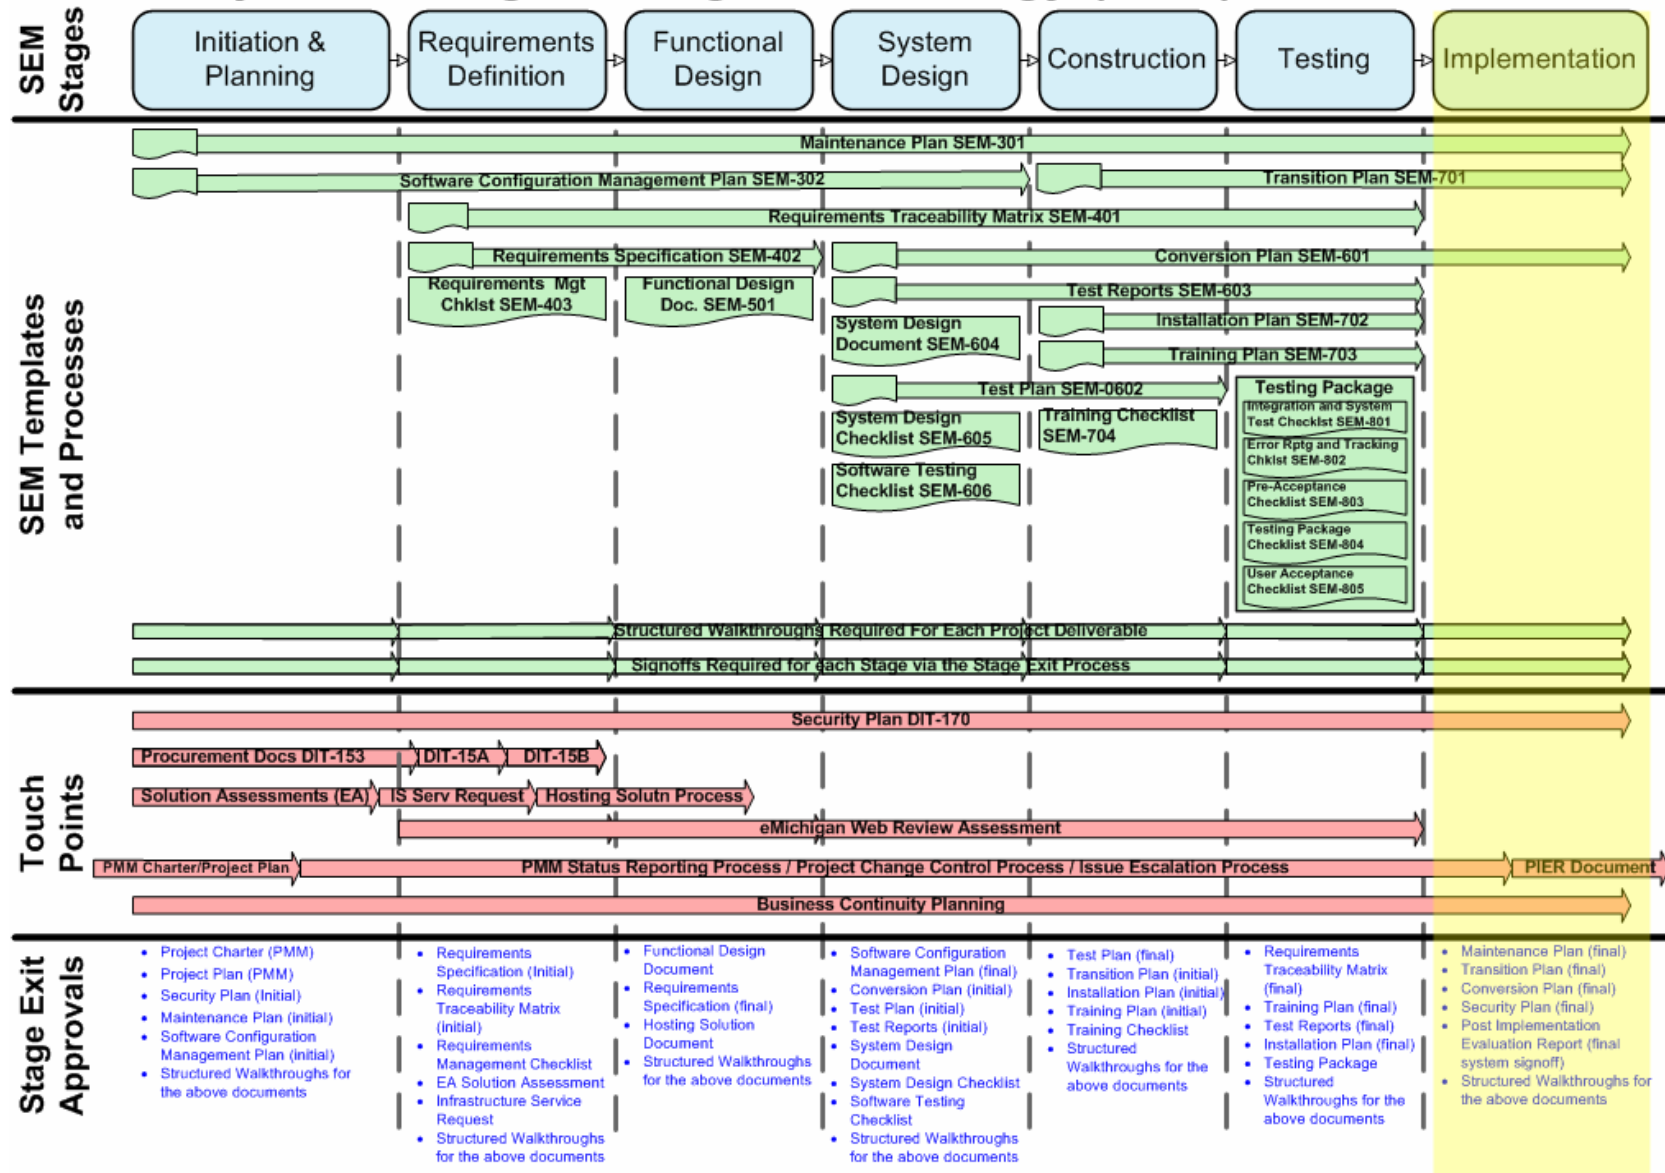 SEM
Stages
Initiation &
Planning
Requirements
Definition
Functional
Design
System
Design
Construction
Testing
Implementation
SEM Templates
and Processes
Maintenance Plan SEM-301
Software Configuration Management Plan SEM-302
Transition Plan SEM-701
Requirements Traceability Matrix SEM-401
Requirements Specification SEM-402
Conversion Plan SEM-601
Requirements Mgt
Chklst SEM-403
Functional Design
Doc. SEM-501
Test Reports SEM-603
System Design
Document SEM-604
Installation Plan SEM-702
Training Plan SEM-703
Test Plan SEM-0602
System Design
Checklist SEM-605
Training Checklist
SEM-704
Software Testing
Checklist SEM-606
Testing Package
Integration and System
Test Checklst SEM-801
Error Rptg and Tracking
Chklst SEM-802
Pre-Acceptance
Checklist SEM-803
Testing Package
Checklist SEM-804
User Acceptance
Checklist SEM-805
Structured Walkthroughs Required For Each Project Deliverable
Signoffs Required for each Stage via the Stage Exit Process
Touch
Points
Security Plan DIT-170
Procurement Docs DIT-153
DIT-15A
DIT-15B
Solution Assessments (EA)
IS Serv Request
Hosting Solutn Process
eMichigan Web Review Assessment
PMM Charter/Project Plan
PMM Status Reporting Process / Project Change Control Process / Issue Escalation Process
PIER Document
Business Continuity Planning
Stage Exit
Approvals
• Project Charter (PMM)
• Project Plan (PMM)
• Security Plan (Initial)
• Maintenance Plan (initial)
• Software Configuration
Management Plan (initial)
• Structured Walkthroughs for
the above documents
• Requirements
Specification (Initial)
• Requirements
Traceability Matrix
(initial)
• Requirements
Management Checklist
• EA Solution Assessment
• Infrastructure Service
Request
• Structured Walkthroughs
for the above documents
• Functional Design
Document
• Requirements
Specification (final)
• Hosting Solution
Document
• Structured Walkthroughs
for the above documents
• Software Configuration
Management Plan (final)
• Conversion Plan (initial)
• Test Plan (initial)
• Test Reports (initial)
• System Design
Document
• System Design Checklist
• Software Testing
Checklist
• Structured Walkthroughs
for the above documents
• Test Plan (final)
• Transition Plan (initial)
• Installation Plan (initial)
• Training Plan (initial)
• Training Checklist
• Structured
Walkthroughs for the
above documents
• Requirements
Traceability Matrix
(final)
• Training Plan (final)
• Test Reports (final)
• Installation Plan (final)
• Testing Package
• Structured
Walkthroughs for the
above documents
• Maintenance Plan (final)
• Transition Plan (final)
• Conversion Plan (final)
• Security Plan (final)
• Post Implementation
Evaluation Report (final
system signoff)
• Structured Walkthroughs for
the above documents